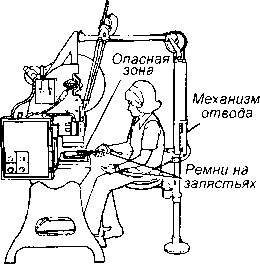 Опасная
зона
Механизм
отвода
Ремни на
запястьях